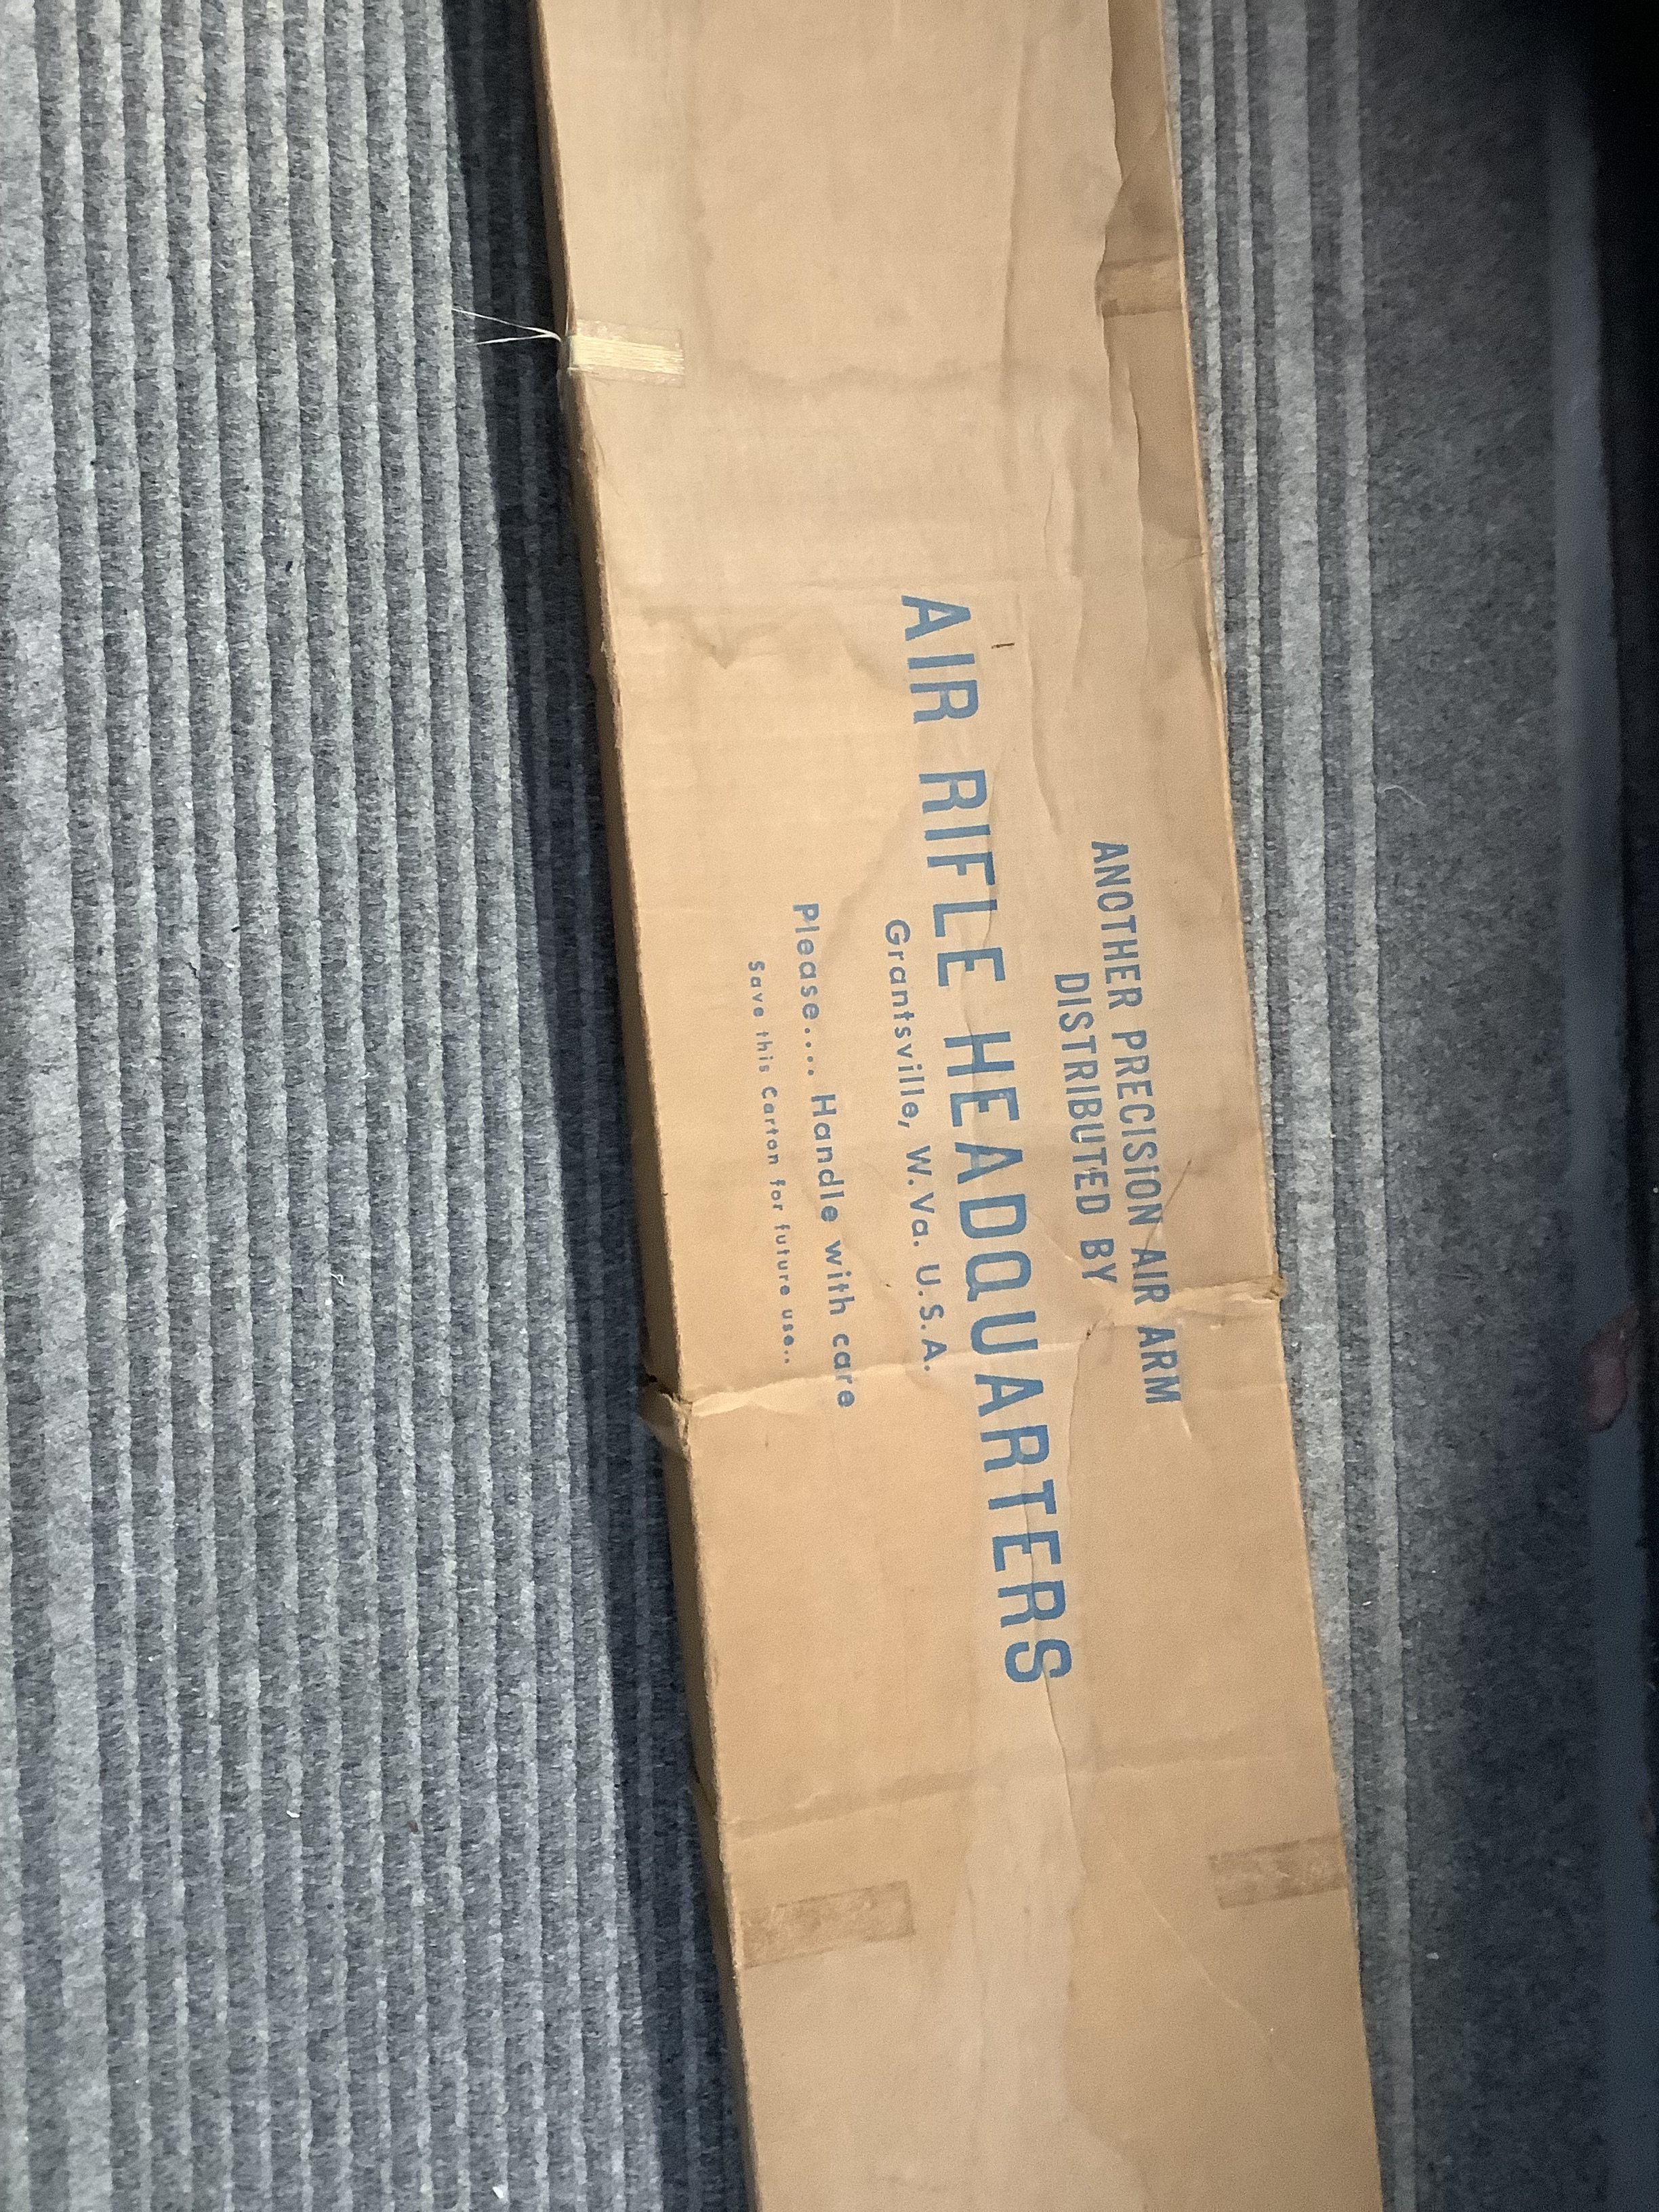 ANOTHER PRECISION AIR ARM
DISTRIBUTED BY
AIR RIFLE HEADQUARTERS
Grantsville, W.Va. U.S.A.
Please.... Handle with care
Save this Carton for future use..